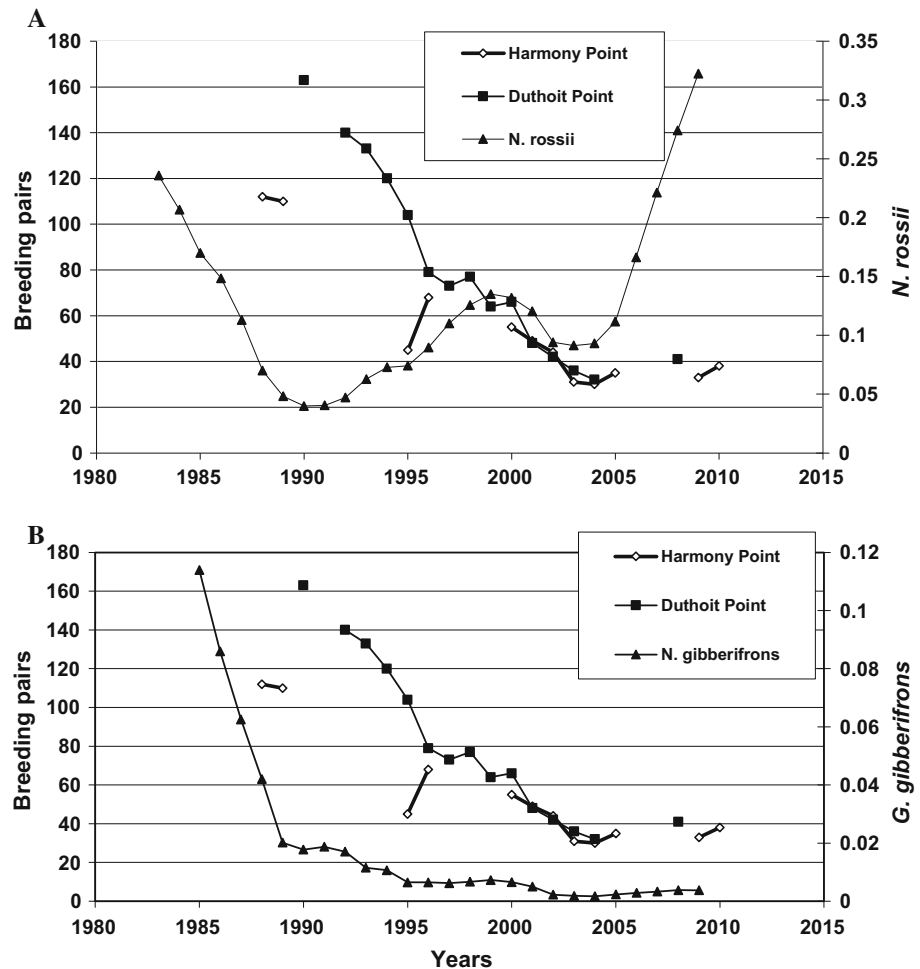 A
180
160
140
120
100
80
60
40
20
0
Breeding pairs
Harmony Point
Duthoit Point
N. rossii
0.35
0.3
0.25
0.2
0.15
0.1
0.05
0
N. rossii
1980 1985 1990 1995 2000 2005 2010 2015
B
180
160
140
120
100
80
60
40
20
0
Breeding pairs
Harmony Point
Duthoit Point
N. gibberifrons
0.12
0.1
0.08
0.06
0.04
0.02
0
G. gibberifrons
1980 1985 1990 1995 2000 2005 2010 2015
Years